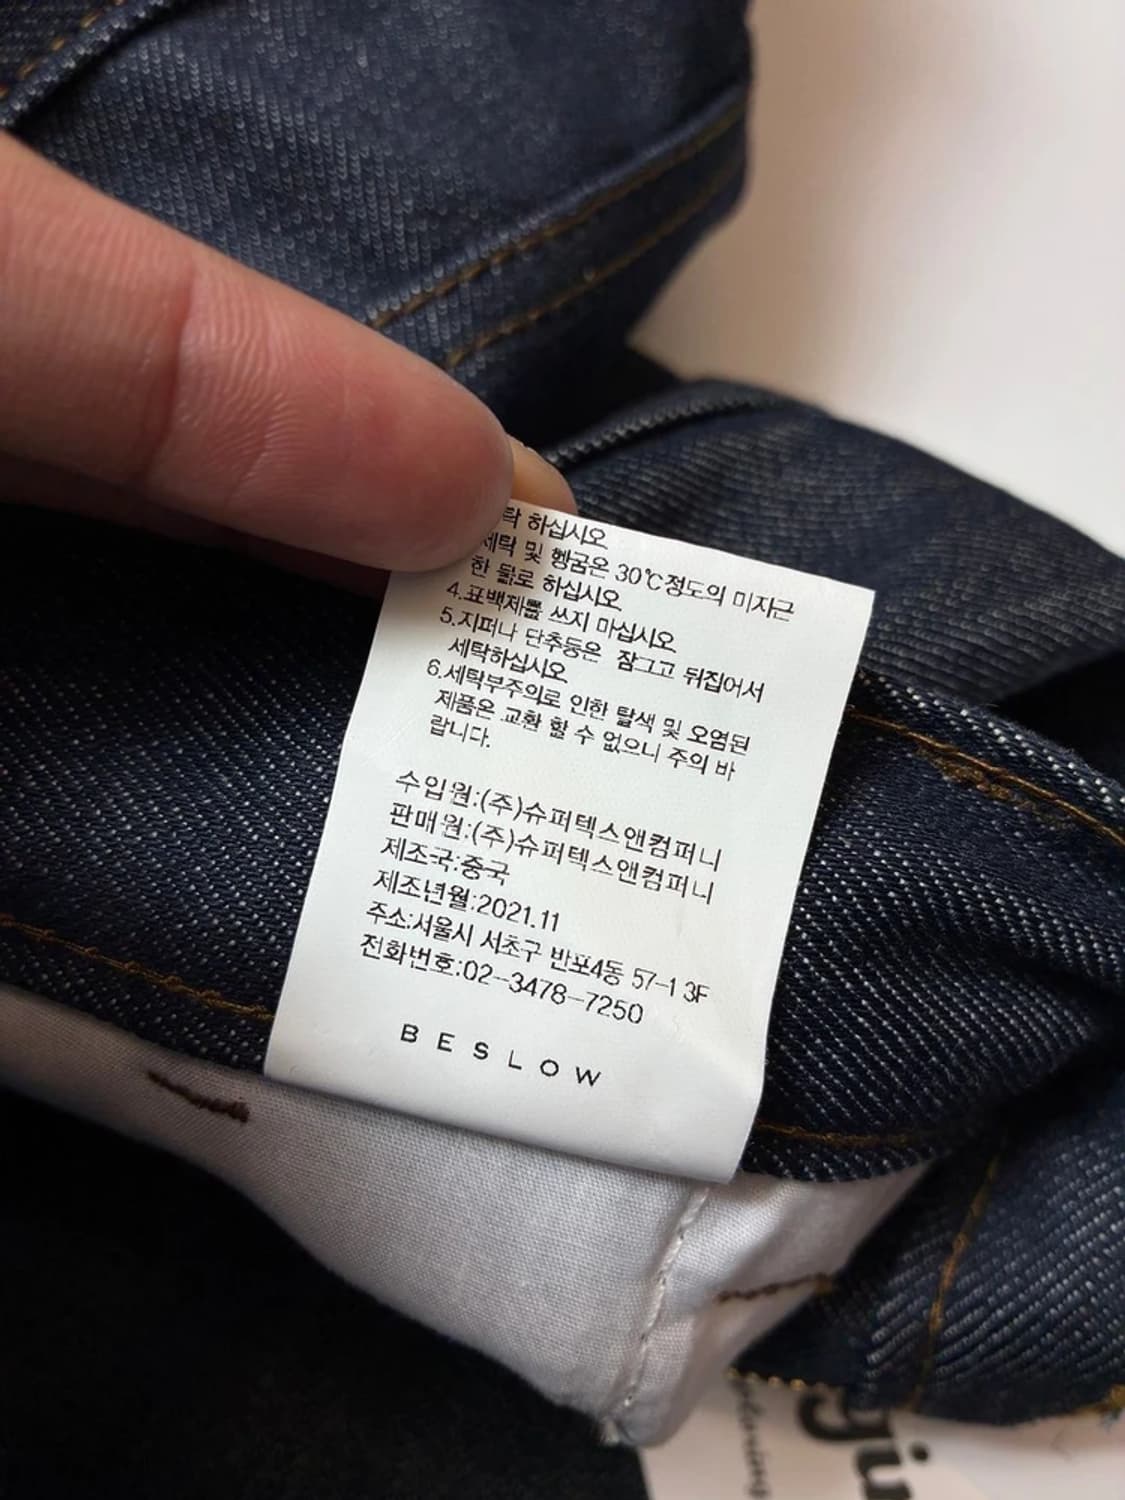 탁 하십시오
세탁 및 헹굼은 30℃정도의 미지근
한 물로 하십시오
4.표백제를 쓰지 마십시오
5.지퍼나 단추등은 잠그고 뒤집어서
세탁하십시오
6.세탁부주의로 인한 탈색 및 오염된
제품은 교환 할 수 없으니 주의 바
랍니다.
수입원:(주)슈퍼텍스앤컴퍼니
판매원:(주)슈퍼텍스앤컴퍼니
제조국:중국
제조년월:2021.11
주소:서울시 서초구 반포4동 57-1 3F
전화번호:02-3478-7250
BESLOW